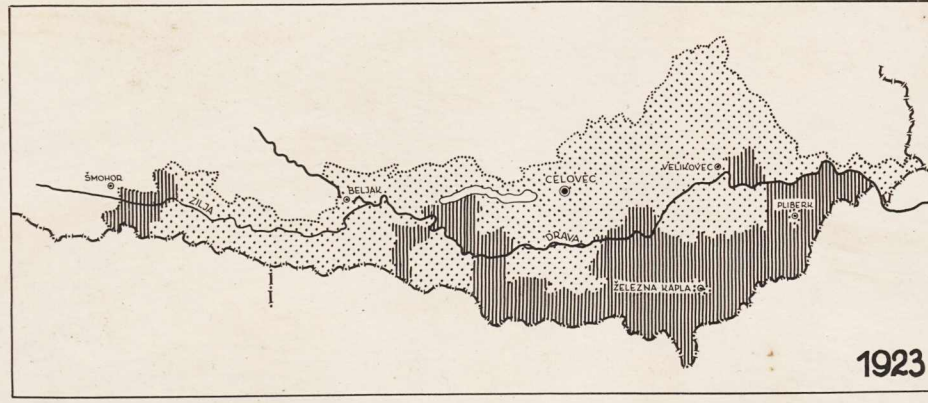 ŠMOHOR
ZILJA
BELJAK
CELOVEC
VELIKOVEC
PLIBERK
DRAVA
ŽELEZNA KAPLA
1923